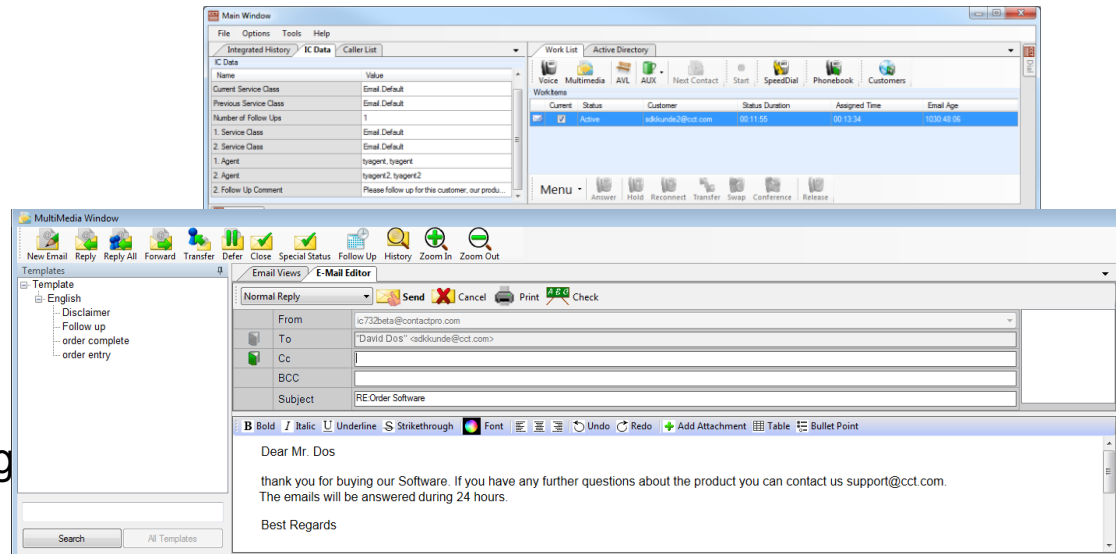 Main Window
File Options Tools Help
Integrated History IC Data Caller List
IC Data
Name Value
Current Service Class Email.Default
Previous Service Class Email.Default
Number of Follow Ups 1
1. Service Class Email.Default
2. Service Class Email.Default
1. Agent tyagent, tyagent
2. Agent tyagent2, tyagent2
2. Follow Up Comment Please follow up for this customer, our produ...
Work List Active Directory
Voice Multimedia AVL AUX Next Contact Start SpeedDial Phonebook Customers
Workitems
Current Status Customer Status Duration Assigned Time Email Age
Active sdkkunde2@cct.com 00:11:55 00:13:34 1030:48:06
Menu Answer Hold Reconnect Transfer Swap Conference Release
Dial
MultiMedia Window
New Email Reply Reply All Forward Transfer Defer Close Special Status Follow Up History Zoom In Zoom Out
Templates
Template
English
Disclaimer
Follow up
order complete
order entry
Search All Templates
Email Views E-Mail Editor
Normal Reply Send Cancel Print ABC Check
From ic732beta@contactpro.com
To "David Dos" <sdkkunde@cct.com>
Cc
BCC
Subject RE:Order Software
B Bold I Italic U Underline S Strikethrough Font Undo Redo Add Attachment Table Bullet Point
Dear Mr. Dos
thank you for buying our Software. If you have any further questions about the product you can contact us support@cct.com.
The emails will be answered during 24 hours.
Best Regards
g